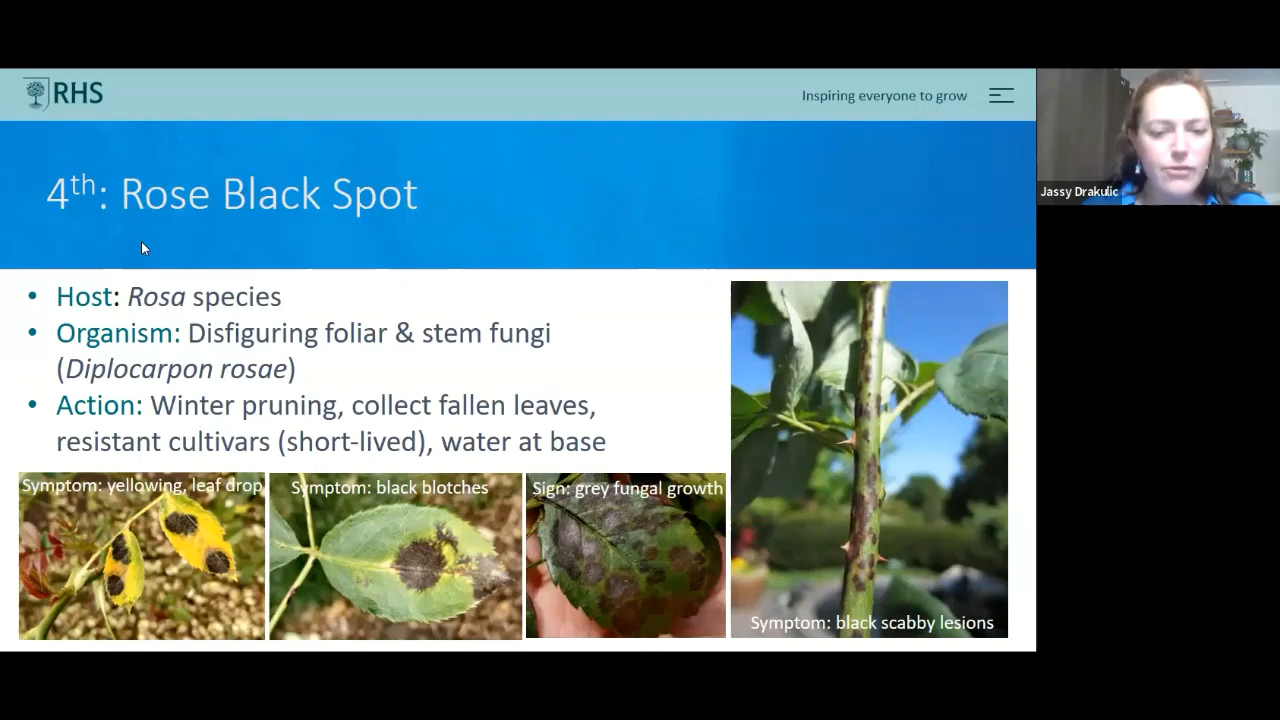 RHS
Inspiring everyone to grow
Jassy Drakulic
4th: Rose Black Spot
• Host: Rosa species
• Organism: Disfiguring foliar & stem fungi
(Diplocarpon rosae)
• Action: Winter pruning, collect fallen leaves,
resistant cultivars (short-lived), water at base
Symptom: yellowing, leaf drop
Symptom: black blotches
Sign: grey fungal growth
Symptom: black scabby lesions